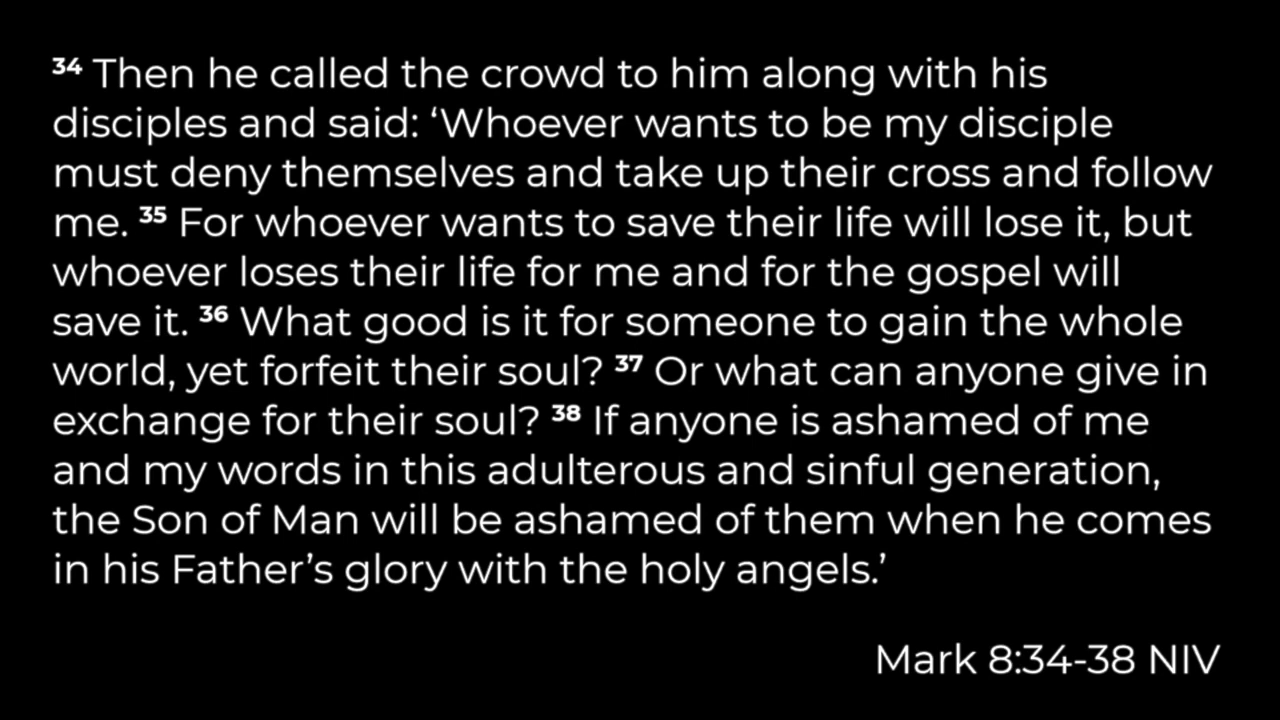 34 Then he called the crowd to him along with his
disciples and said: ‘Whoever wants to be my disciple
must deny themselves and take up their cross and follow
me. 35 For whoever wants to save their life will lose it, but
whoever loses their life for me and for the gospel will
save it. 36 What good is it for someone to gain the whole
world, yet forfeit their soul? 37 Or what can anyone give in
exchange for their soul? 38 If anyone is ashamed of me
and my words in this adulterous and sinful generation,
the Son of Man will be ashamed of them when he comes
in his Father’s glory with the holy angels.’
Mark 8:34-38 NIV